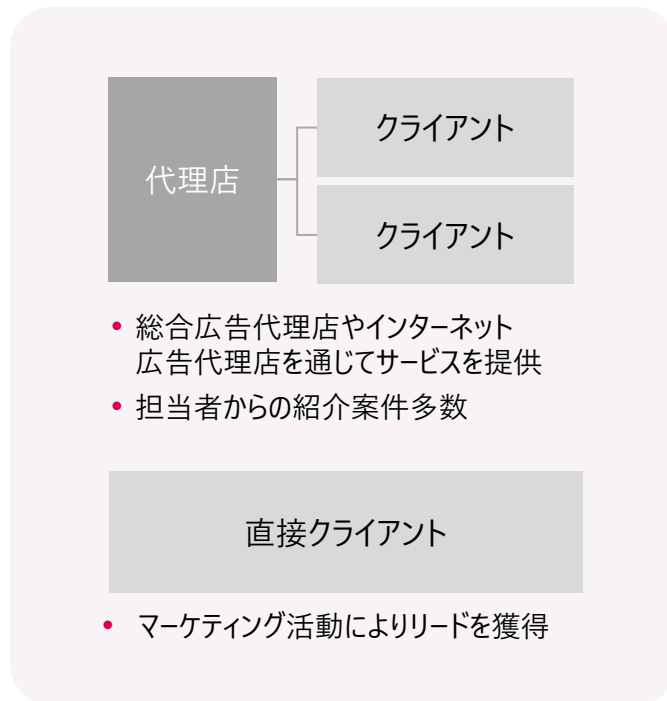 代理店
クライアント
クライアント
• 総合広告代理店やインターネット
広告代理店を通じてサービスを提供
• 担当者からの紹介案件多数
直接クライアント
• マーケティング活動によりリードを獲得